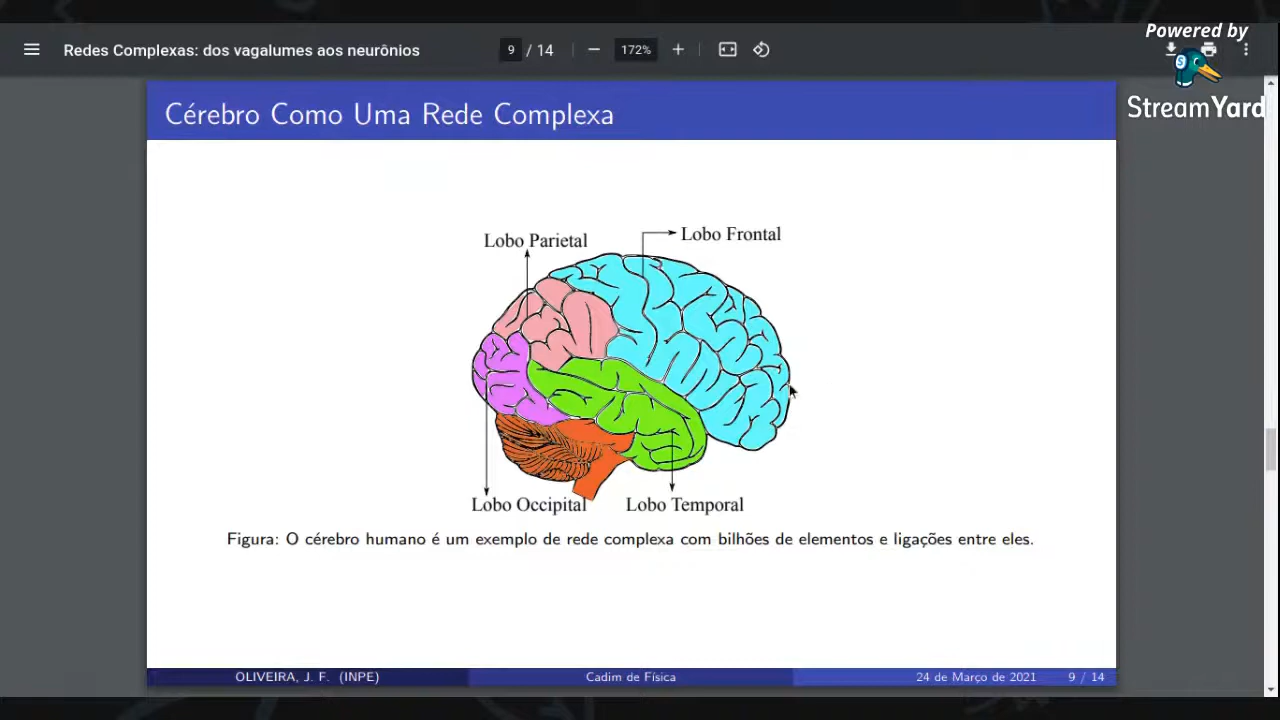 Powered by
StreamYard
Redes Complexas: dos vagalumes aos neurônios
9 / 14
172%
Cérebro Como Uma Rede Complexa
Lobo Parietal
Lobo Frontal
Lobo Occipital
Lobo Temporal
Figura: O cérebro humano é um exemplo de rede complexa com bilhões de elementos e ligações entre eles.
OLIVEIRA, J. F. (INPE)
Cadim de Física
24 de Março de 2021
9 / 14